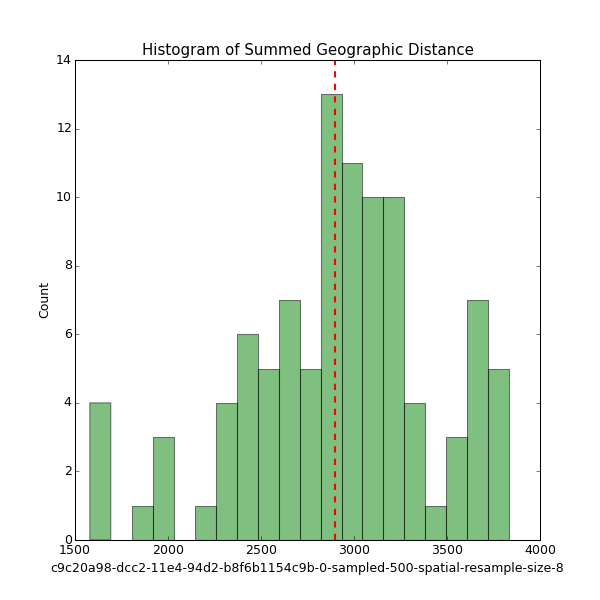 Histogram of Summed Geographic Distance
14
12
10
8
6
4
2
0
Count
1500 2000 2500 3000 3500 4000
c9c20a98-dcc2-11e4-94d2-b8f6b1154c9b-0-sampled-500-spatial-resample-size-8